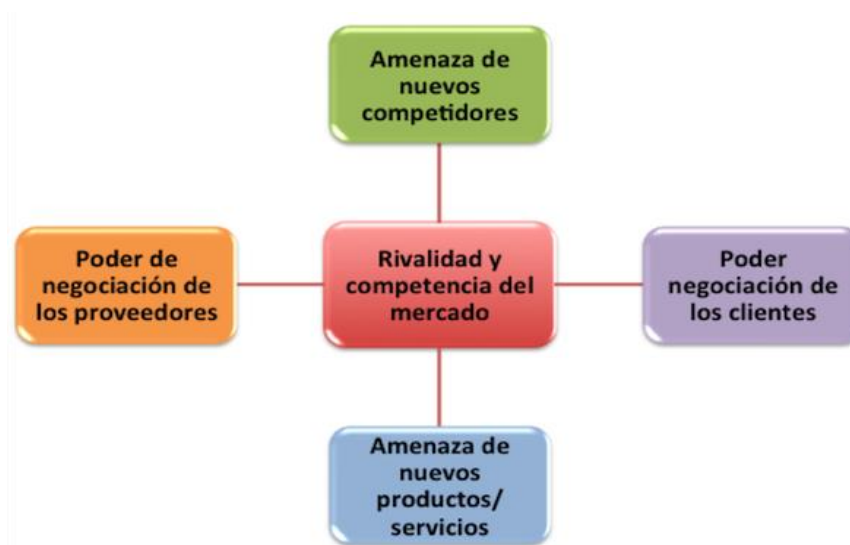 Amenaza de
nuevos
competidores
Poder de
negociación de
los proveedores
Rivalidad y
competencia del
mercado
Poder
negociación de
los clientes
Amenaza de
nuevos
productos/
servicios